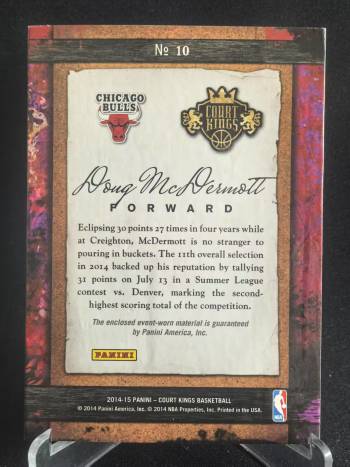 № 10
CHICAGO
BULLS
COURT
KINGS
Doug McDermott
FORWARD
Eclipsing 30 points 27 times in four years while
at Creighton, McDermott is no stranger to
pouring in buckets. The 11th overall selection
in 2014 backed up his reputation by tallying
31 points on July 13 in a Summer League
contest vs. Denver, marking the second-
highest scoring total of the competition.
The enclosed event-worn material is guaranteed
by Panini America, Inc.
PANINI
2014-15 PANINI – COURT KINGS BASKETBALL
© 2014 Panini America, Inc. © 2014 NBA Properties, Inc. Printed in the USA.
NBA